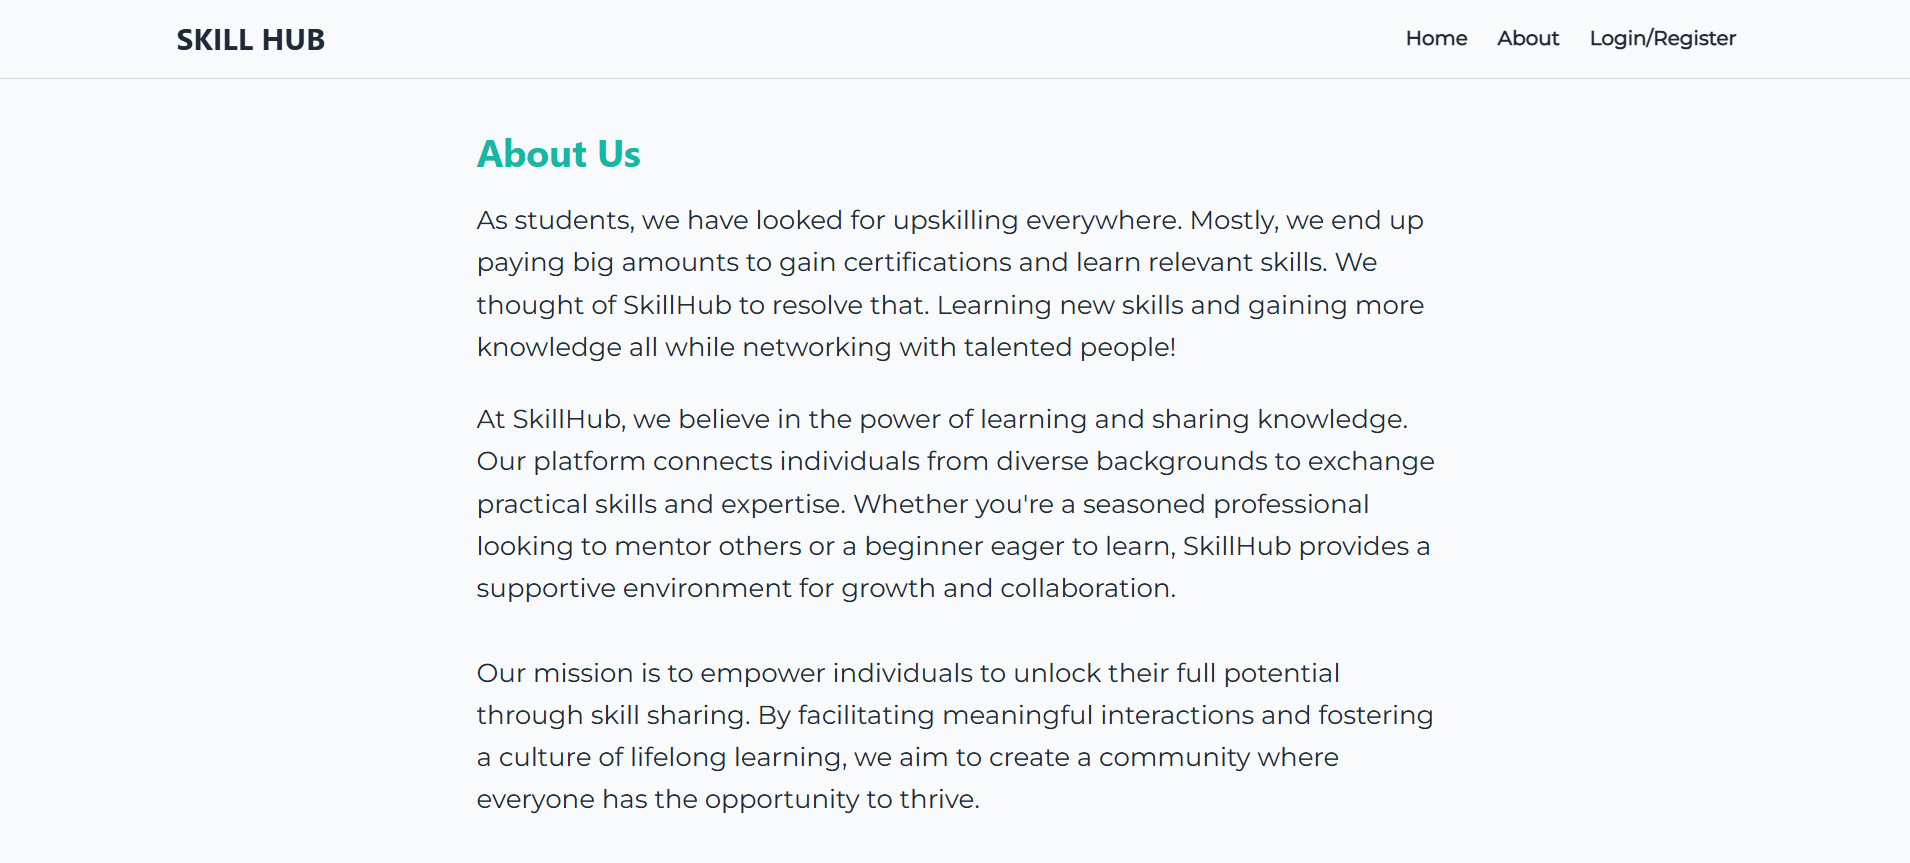 SKILL HUB
Home About Login/Register
About Us
As students, we have looked for upskilling everywhere. Mostly, we end up
paying big amounts to gain certifications and learn relevant skills. We
thought of SkillHub to resolve that. Learning new skills and gaining more
knowledge all while networking with talented people!
At SkillHub, we believe in the power of learning and sharing knowledge.
Our platform connects individuals from diverse backgrounds to exchange
practical skills and expertise. Whether you're a seasoned professional
looking to mentor others or a beginner eager to learn, SkillHub provides a
supportive environment for growth and collaboration.
Our mission is to empower individuals to unlock their full potential
through skill sharing. By facilitating meaningful interactions and fostering
a culture of lifelong learning, we aim to create a community where
everyone has the opportunity to thrive.